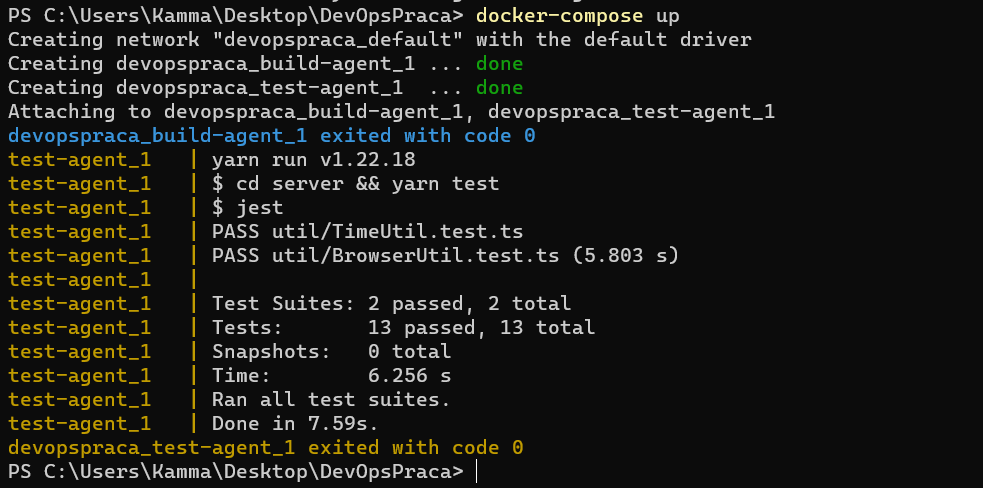 PS C:\Users\Kamma\Desktop\DevOpsPraca> docker-compose up
Creating network "devopspraca_default" with the default driver
Creating devopspraca_build-agent_1 ... done
Creating devopspraca_test-agent_1  ... done
Attaching to devopspraca_build-agent_1, devopspraca_test-agent_1
devopspraca_build-agent_1 exited with code 0
test-agent_1   | yarn run v1.22.18
test-agent_1   | $ cd server && yarn test
test-agent_1   | $ jest
test-agent_1   | PASS util/TimeUtil.test.ts
test-agent_1   | PASS util/BrowserUtil.test.ts (5.803 s)
test-agent_1   |
test-agent_1   | Test Suites: 2 passed, 2 total
test-agent_1   | Tests:       13 passed, 13 total
test-agent_1   | Snapshots:   0 total
test-agent_1   | Time:        6.256 s
test-agent_1   | Ran all test suites.
test-agent_1   | Done in 7.59s.
devopspraca_test-agent_1 exited with code 0
PS C:\Users\Kamma\Desktop\DevOpsPraca>